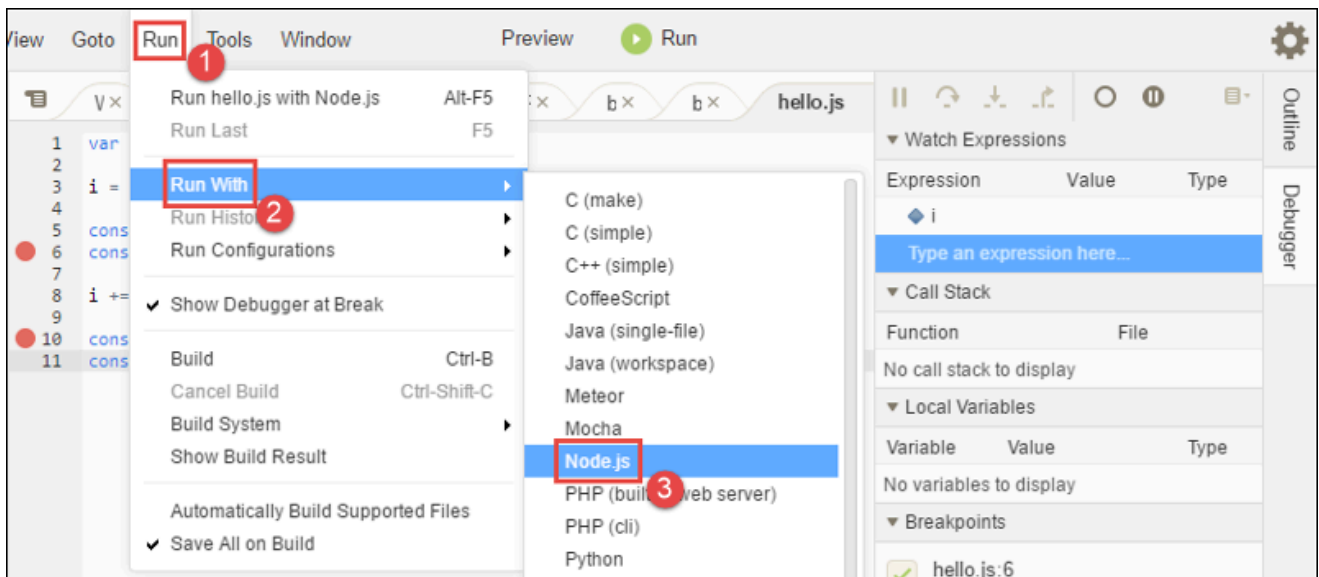 View Goto Run Tools Window Preview Run
1
V × × b × b × hello.js
Run hello.js with Node.js Alt-F5
Run Last F5
Run With
2
Run
Run Configurations
Show Debugger at Break
Build Ctrl-B
Cancel Build Ctrl-Shift-C
Build System
Show Build Result
Automatically Build Supported Files
Save All on Build
1 var
2
3 i =
4
5 cons
6 cons
7
8 i +=
9
10 cons
11 cons
C (make)
C (simple)
C++ (simple)
CoffeeScript
Java (single-file)
Java (workspace)
Meteor
Mocha
Node.js
3
PHP web server)
PHP (cli)
Python
Watch Expressions
Expression Value Type
i
Type an expression here...
Call Stack
Function File
No call stack to display
Local Variables
Variable Value Type
No variables to display
Breakpoints
hello.js:6
Outline
Debugger